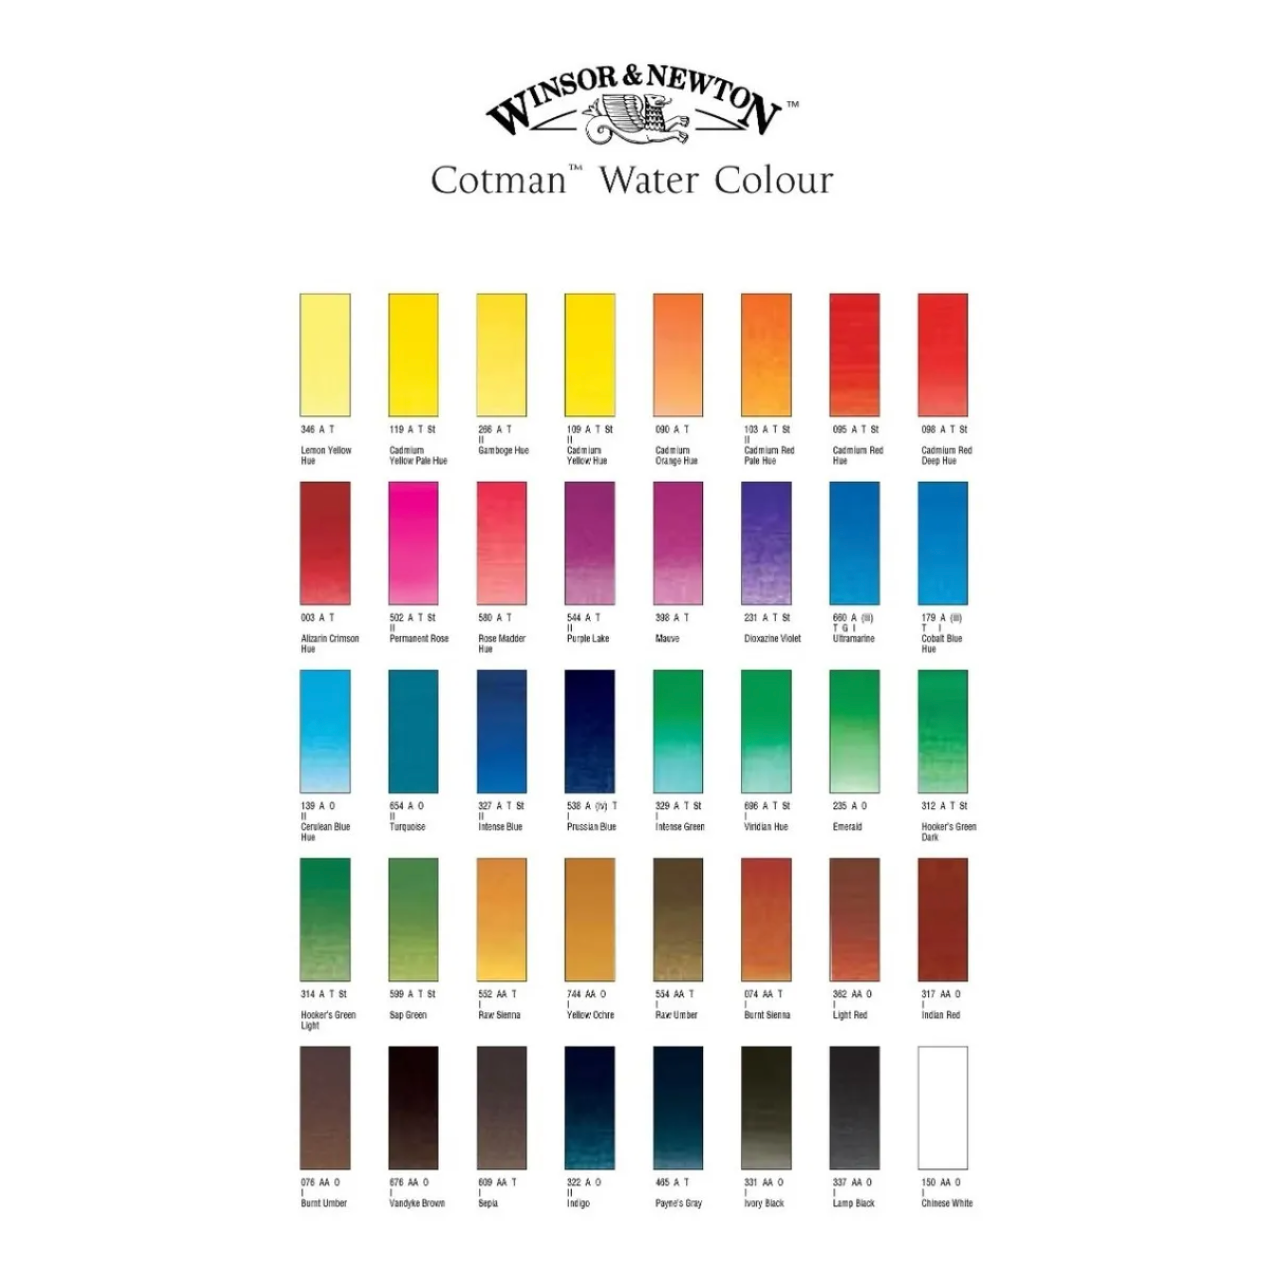 WINSOR & NEWTON ™
Cotman™ Water Colour
346 A T
Lemon Yellow
Hue
119 A T St
Cadmium
Yellow Pale Hue
266 A T
II
Gamboge Hue
109 A T St
II
Cadmium
Yellow Hue
090 A T
Cadmium
Orange Hue
103 A T St
II
Cadmium Red
Pale Hue
095 A T St
Cadmium Red
Hue
098 A T St
Cadmium Red
Deep Hue
003 A T
Alizarin Crimson
Hue
502 A T St
II
Permanent Rose
580 A T
Rose Madder
Hue
544 A T
II
Purple Lake
398 A T
Mauve
231 A T St
Dioxazine Violet
660 A (iii)
T G I
Ultramarine
179 A (iii)
T I
Cobalt Blue
Hue
139 A O
II
Cerulean Blue
Hue
654 A O
II
Turquoise
327 A T St
II
Intense Blue
538 A (iv) T
I
Prussian Blue
329 A T St
I
Intense Green
696 A T St
I
Viridian Hue
235 A O
Emerald
312 A T St
Hooker's Green
Dark
314 A T St
Hooker's Green
Light
599 A T St
Sap Green
552 AA T
I
Raw Sienna
744 AA O
I
Yellow Ochre
554 AA T
I
Raw Umber
074 AA T
I
Burnt Sienna
362 AA O
I
Light Red
317 AA O
I
Indian Red
076 AA O
I
Burnt Umber
676 AA O
I
Vandyke Brown
609 AA T
I
Sepia
322 A O
II
Indigo
465 A T
Payne's Gray
331 AA O
I
Ivory Black
337 AA O
I
Lamp Black
150 AA O
I
Chinese White